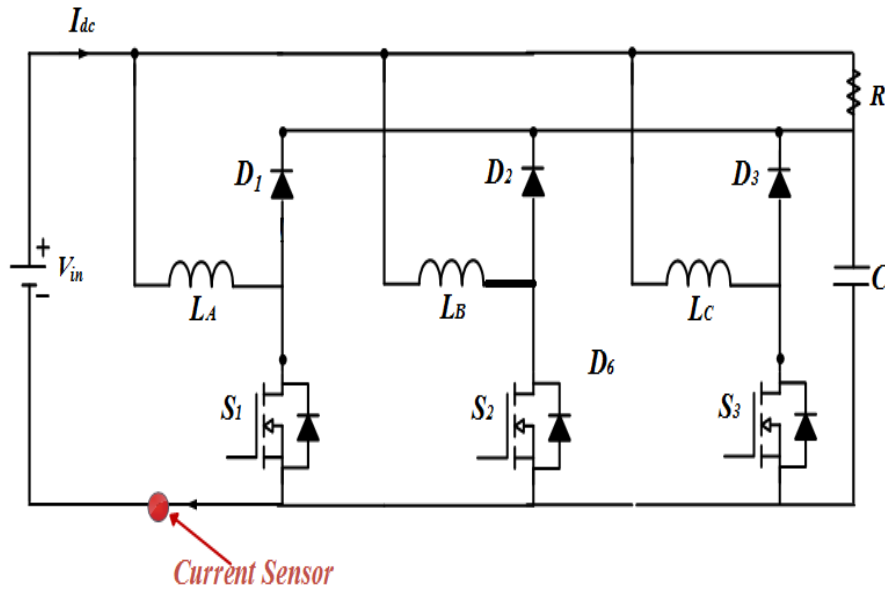 Idc
R
D1
D2
D3
+
Vin
−
LA
LB
LC
C
D6
S1
S2
S3
Current Sensor